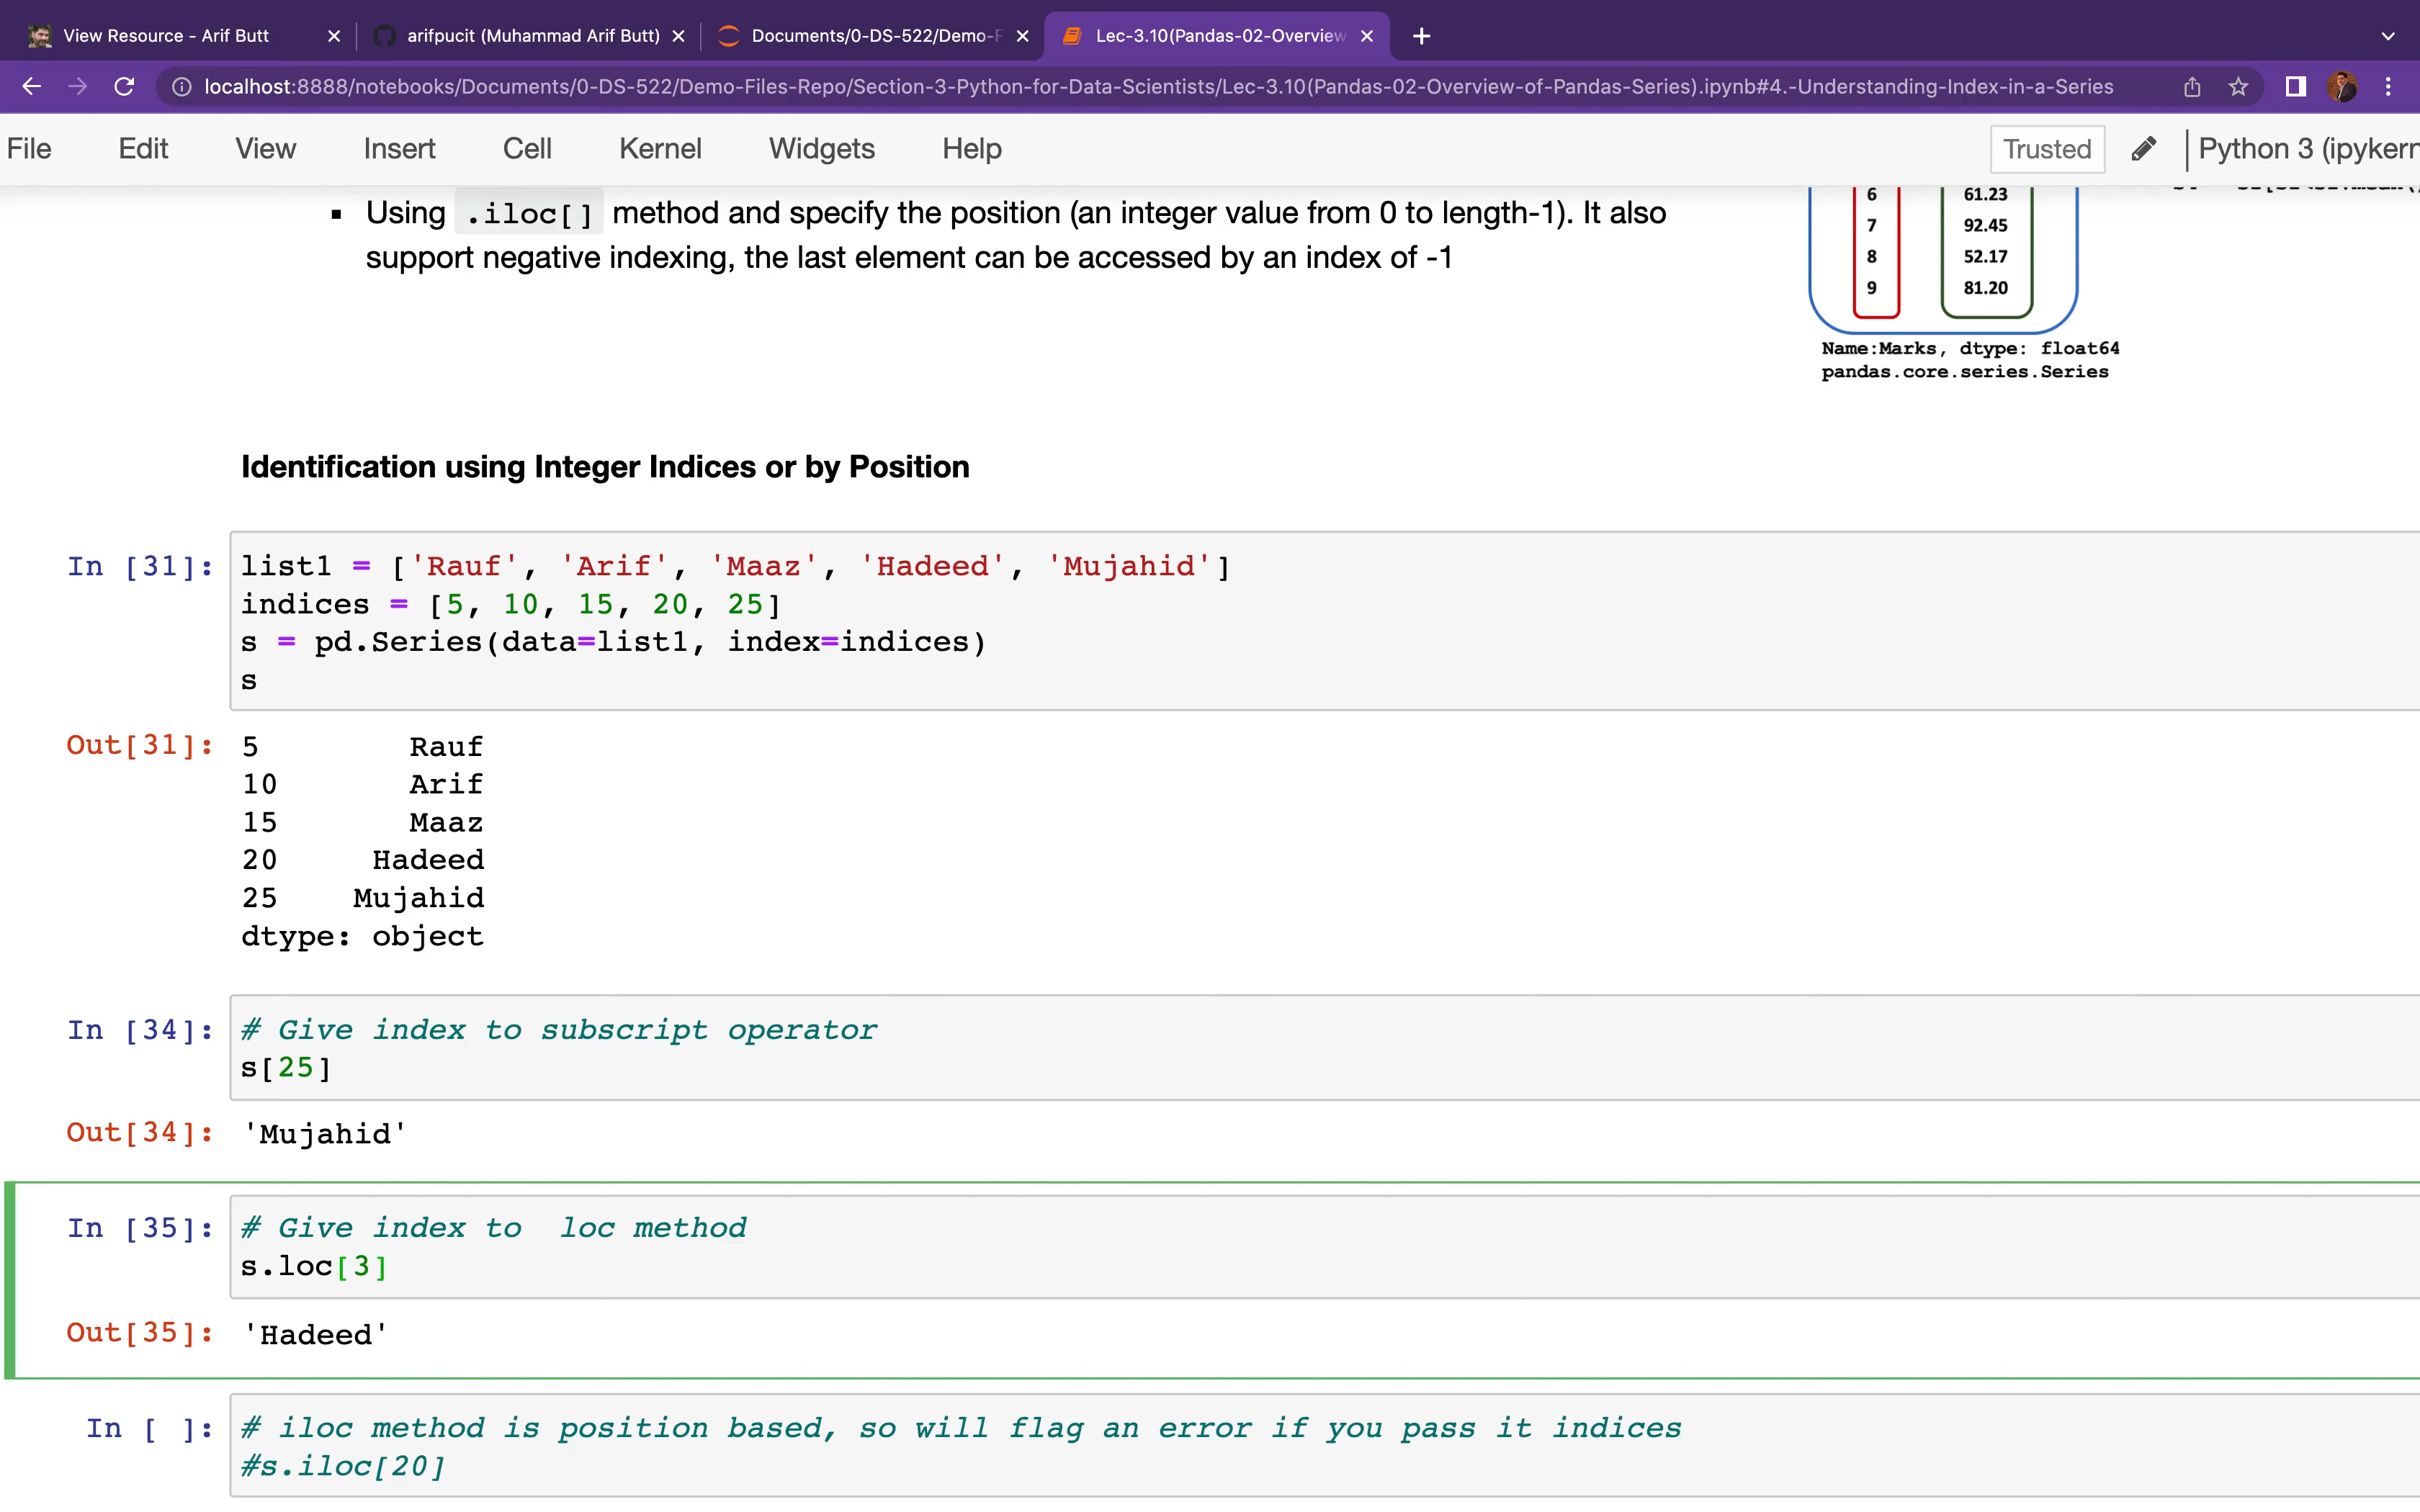 View Resource - Arif Butt
arifpucit (Muhammad Arif Butt)
Documents/0-DS-522/Demo-F
Lec-3.10(Pandas-02-Overview
localhost:8888/notebooks/Documents/0-DS-522/Demo-Files-Repo/Section-3-Python-for-Data-Scientists/Lec-3.10(Pandas-02-Overview-of-Pandas-Series).ipynb#4.-Understanding-Index-in-a-Series
File Edit View Insert Cell Kernel Widgets Help Trusted Python 3 (ipykern
Using .iloc[] method and specify the position (an integer value from 0 to length-1). It also
support negative indexing, the last element can be accessed by an index of -1
6 61.23
7 92.45
8 52.17
9 81.20
Name:Marks, dtype: float64
pandas.core.series.Series
Identification using Integer Indices or by Position
In [31]: list1 = ['Rauf', 'Arif', 'Maaz', 'Hadeed', 'Mujahid']
indices = [5, 10, 15, 20, 25]
s = pd.Series(data=list1, index=indices)
s
Out[31]: 5 Rauf
10 Arif
15 Maaz
20 Hadeed
25 Mujahid
dtype: object
In [34]: # Give index to subscript operator
s[25]
Out[34]: 'Mujahid'
In [35]: # Give index to  loc method
s.loc[3]
Out[35]: 'Hadeed'
In [ ]: # iloc method is position based, so will flag an error if you pass it indices
#s.iloc[20]